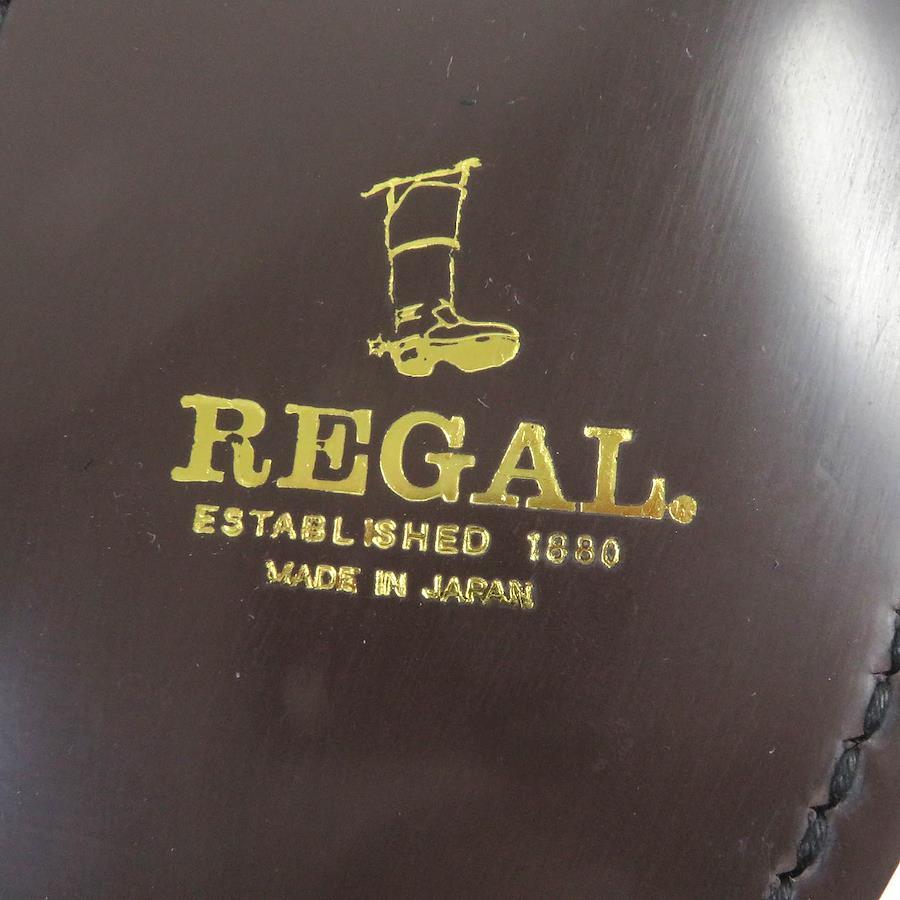 REGAL.
ESTABLISHED 1880
MADE IN JAPAN